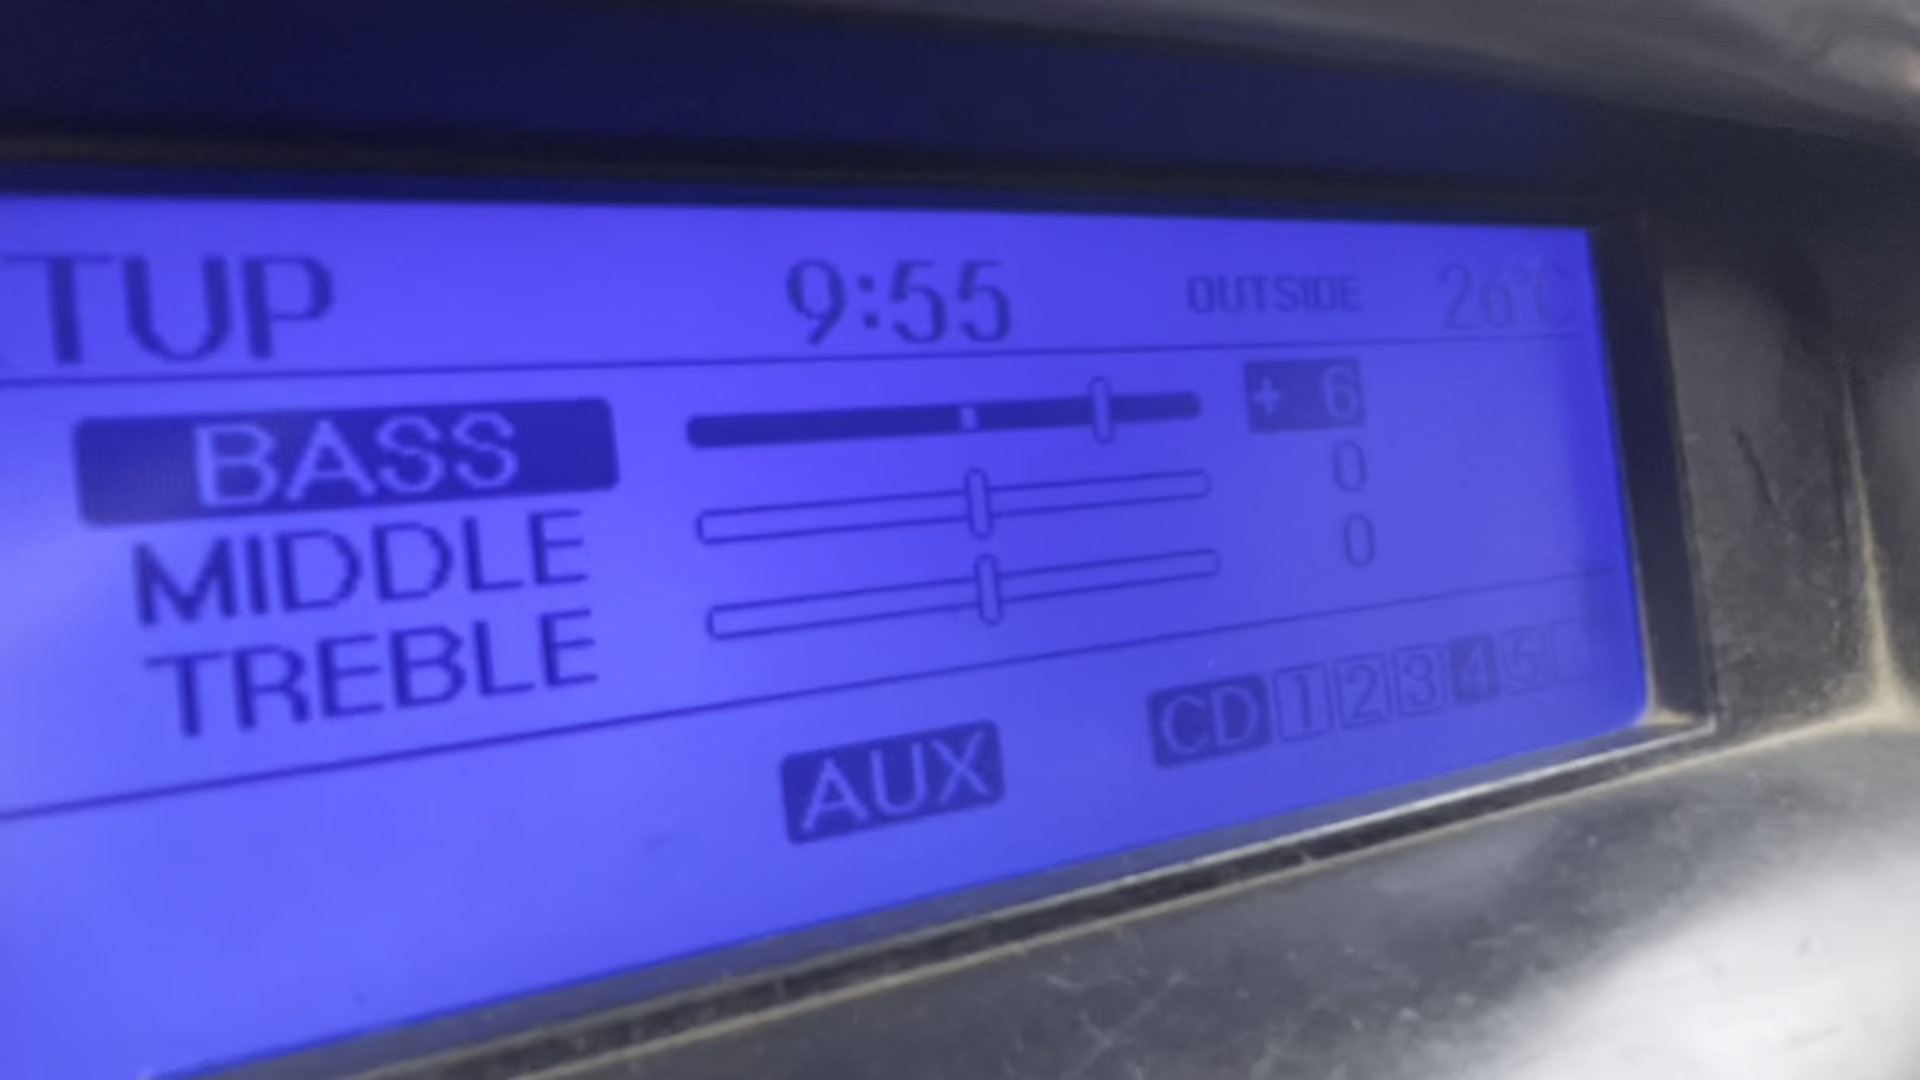 TUP 9:55 OUTSIDE 26°C
BASS + 6
MIDDLE 0
TREBLE 0
AUX CD 1 2 3 4 5